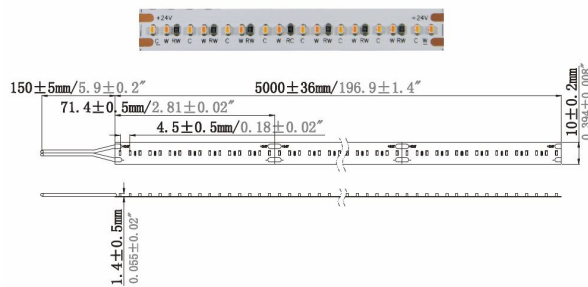 +24V +24V
C W RW C W RW C W RW C W RC C W RW C W RW C W RW C W
150±5mm/5.9±0.2″
5000±36mm/196.9±1.4″
71.4±0.5mm/2.81±0.02″
4.5±0.5mm/0.18±0.02″
10±0.2mm
0.394±0.008″
1.4±0.5mm
0.055±0.02″